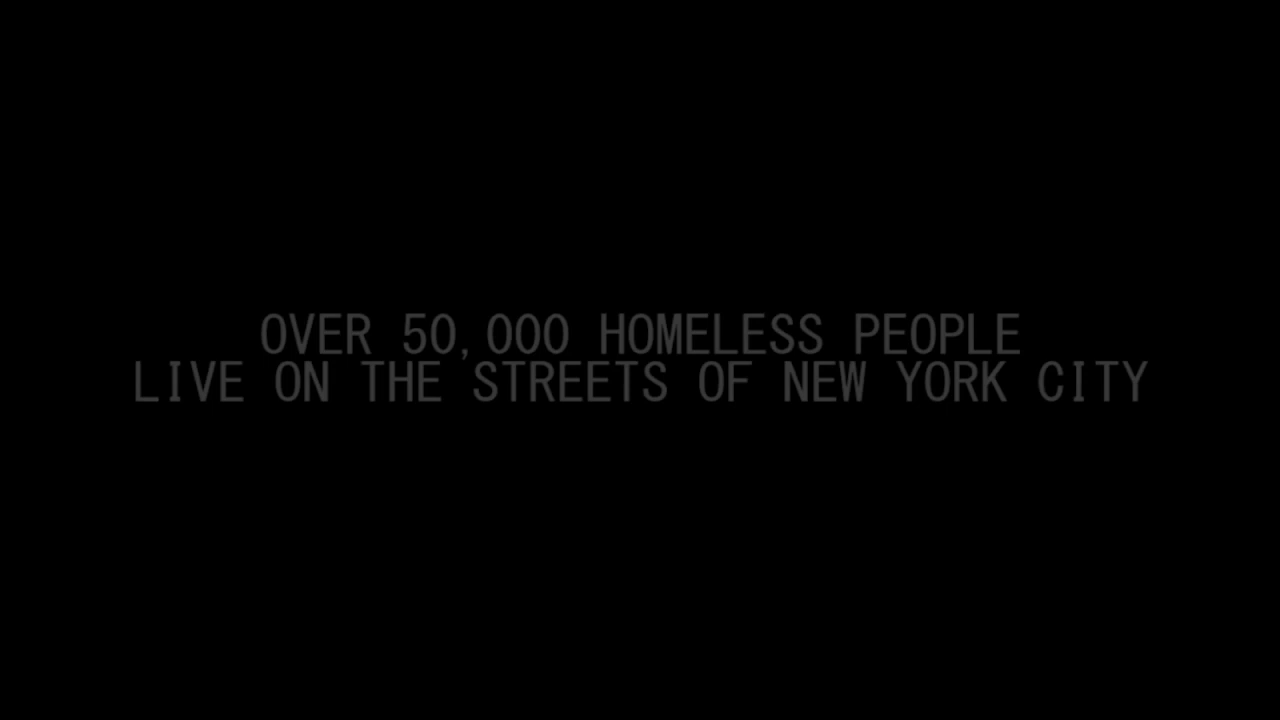 OVER 50,000 HOMELESS PEOPLE
LIVE ON THE STREETS OF NEW YORK CITY